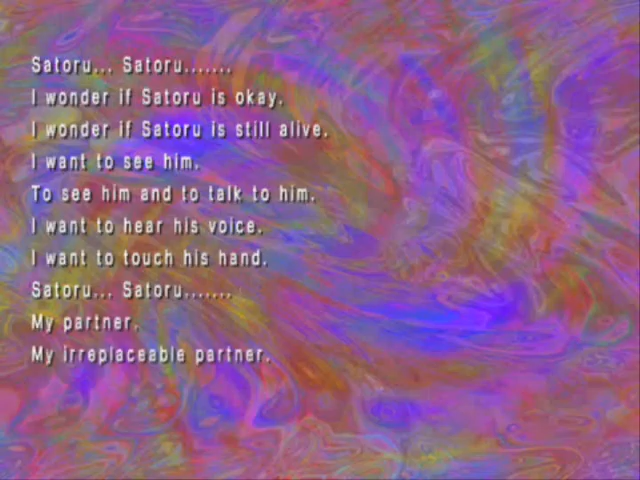 Satoru... Satoru.......
I wonder if Satoru is okay.
I wonder if Satoru is still alive.
I want to see him.
To see him and to talk to him.
I want to hear his voice.
I want to touch his hand.
Satoru... Satoru.......
My partner.
My irreplaceable partner.